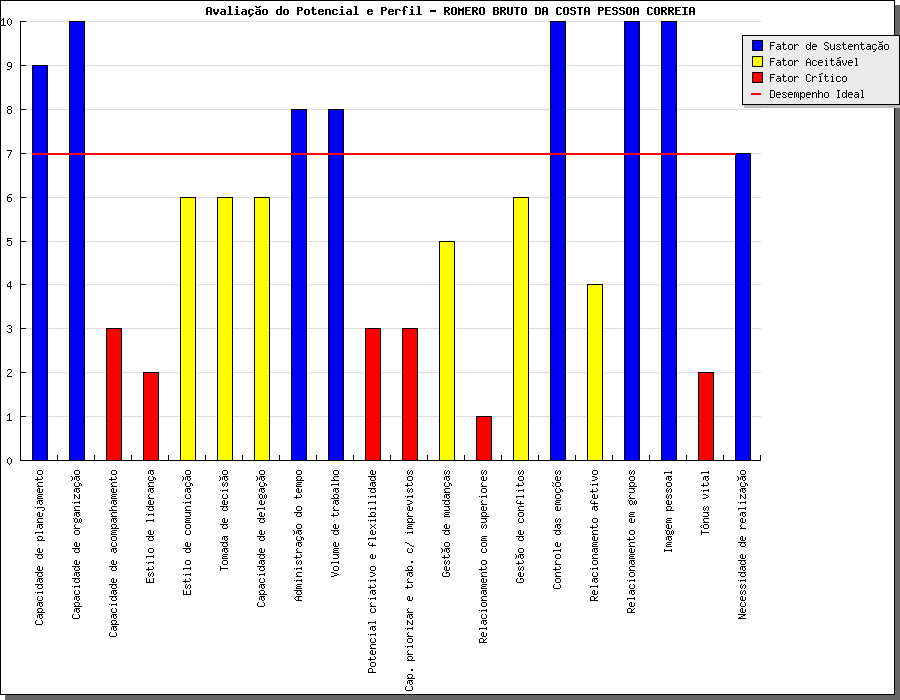 Avaliação do Potencial e Perfil - ROMERO BRUTO DA COSTA PESSOA CORREIA
Fator de Sustentação
Fator Aceitável
Fator Crítico
Desempenho Ideal
10
9
8
7
6
5
4
3
2
1
0
Capacidade de planejamento
Capacidade de organização
Capacidade de acompanhamento
Estilo de liderança
Estilo de comunicação
Tomada de decisão
Capacidade de delegação
Administração do tempo
Volume de trabalho
Potencial criativo e flexibilidade
Cap. priorizar e trab. c/ imprevistos
Gestão de mudanças
Relacionamento com superiores
Gestão de conflitos
Controle das emoções
Relacionamento afetivo
Relacionamento em grupos
Imagem pessoal
Tônus vital
Necessidade de realização